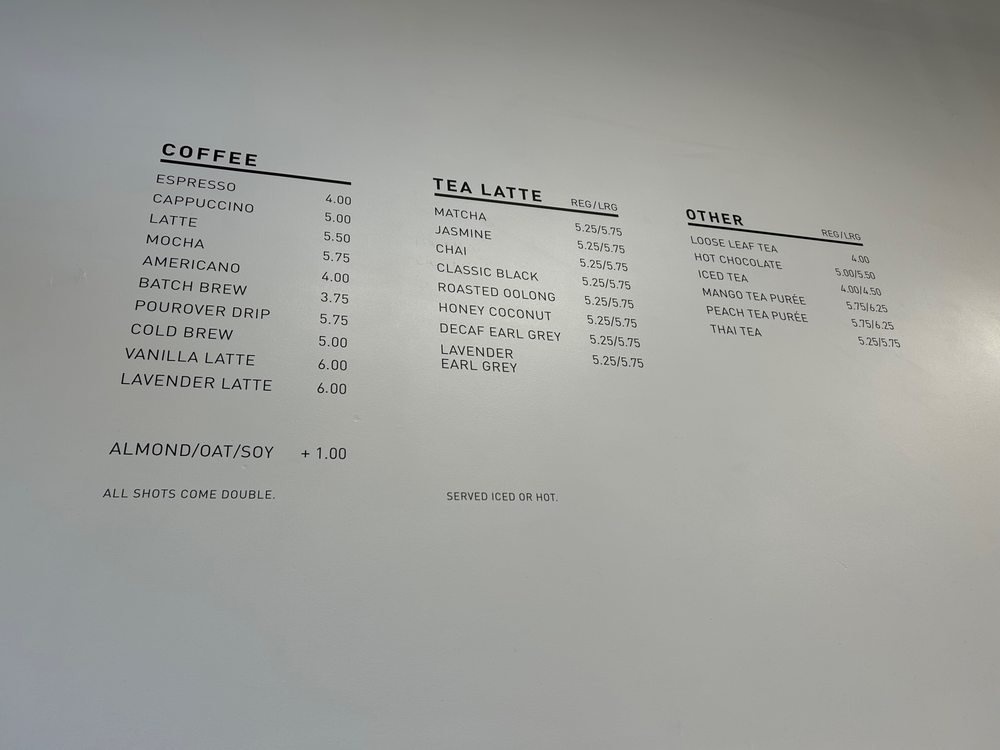 COFFEE
ESPRESSO 4.00
CAPPUCCINO 5.00
LATTE 5.50
MOCHA 5.75
AMERICANO 4.00
BATCH BREW 3.75
POUROVER DRIP 5.75
COLD BREW 5.00
VANILLA LATTE 6.00
LAVENDER LATTE 6.00
ALMOND/OAT/SOY + 1.00
ALL SHOTS COME DOUBLE.
TEA LATTE REG/LRG
MATCHA 5.25/5.75
JASMINE 5.25/5.75
CHAI 5.25/5.75
CLASSIC BLACK 5.25/5.75
ROASTED OOLONG 5.25/5.75
HONEY COCONUT 5.25/5.75
DECAF EARL GREY 5.25/5.75
LAVENDER 5.25/5.75
EARL GREY
SERVED ICED OR HOT.
OTHER REG/LRG
LOOSE LEAF TEA 4.00
HOT CHOCOLATE 5.00/5.50
ICED TEA 4.00/4.50
MANGO TEA PURÉE 5.75/6.25
PEACH TEA PURÉE 5.75/6.25
THAI TEA 5.25/5.75